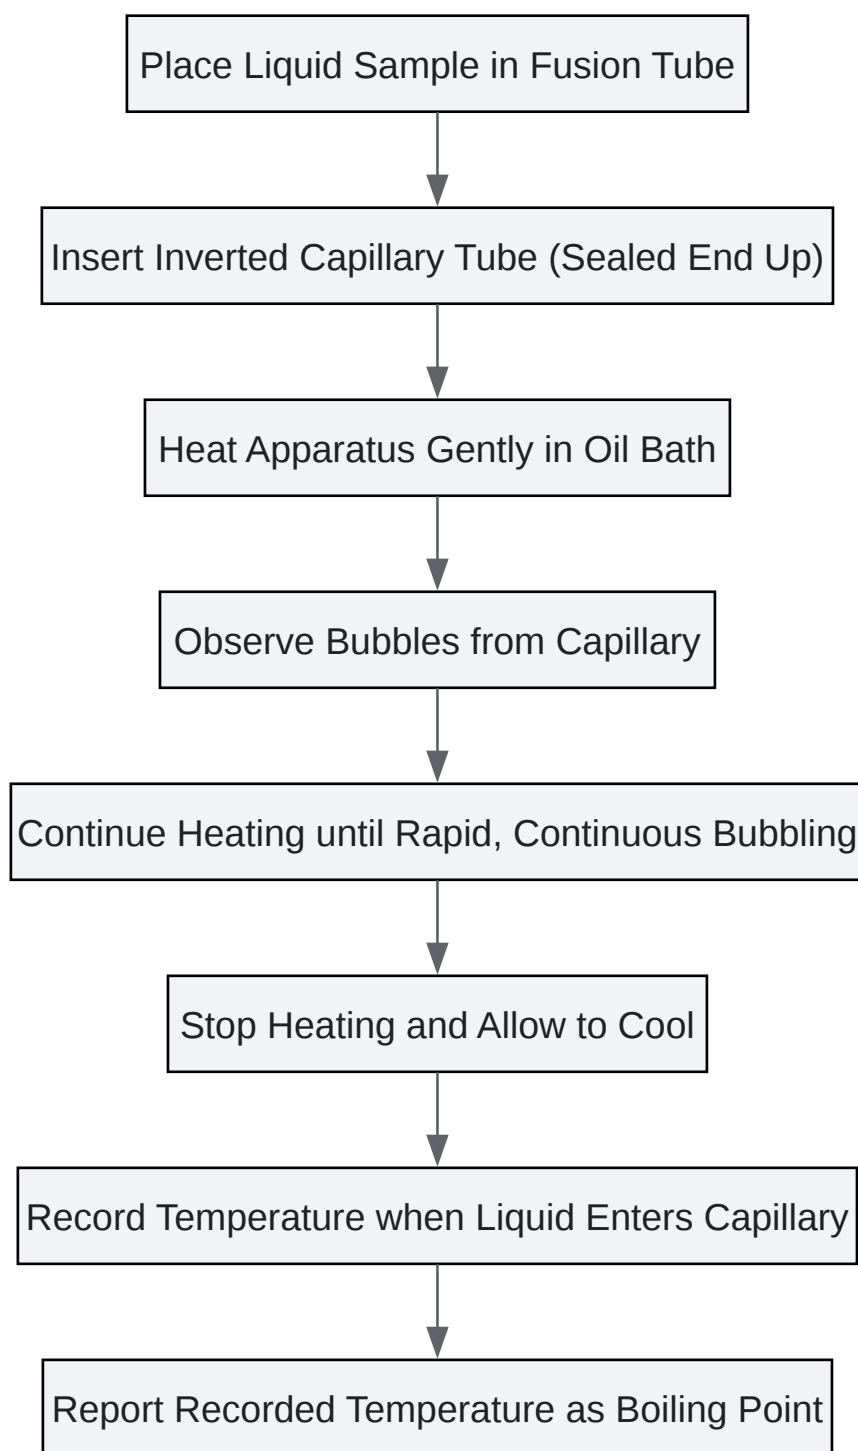 Place Liquid Sample in Fusion Tube
Insert Inverted Capillary Tube (Sealed End Up)
Heat Apparatus Gently in Oil Bath
Observe Bubbles from Capillary
Continue Heating until Rapid, Continuous Bubbling
Stop Heating and Allow to Cool
Record Temperature when Liquid Enters Capillary
Report Recorded Temperature as Boiling Point